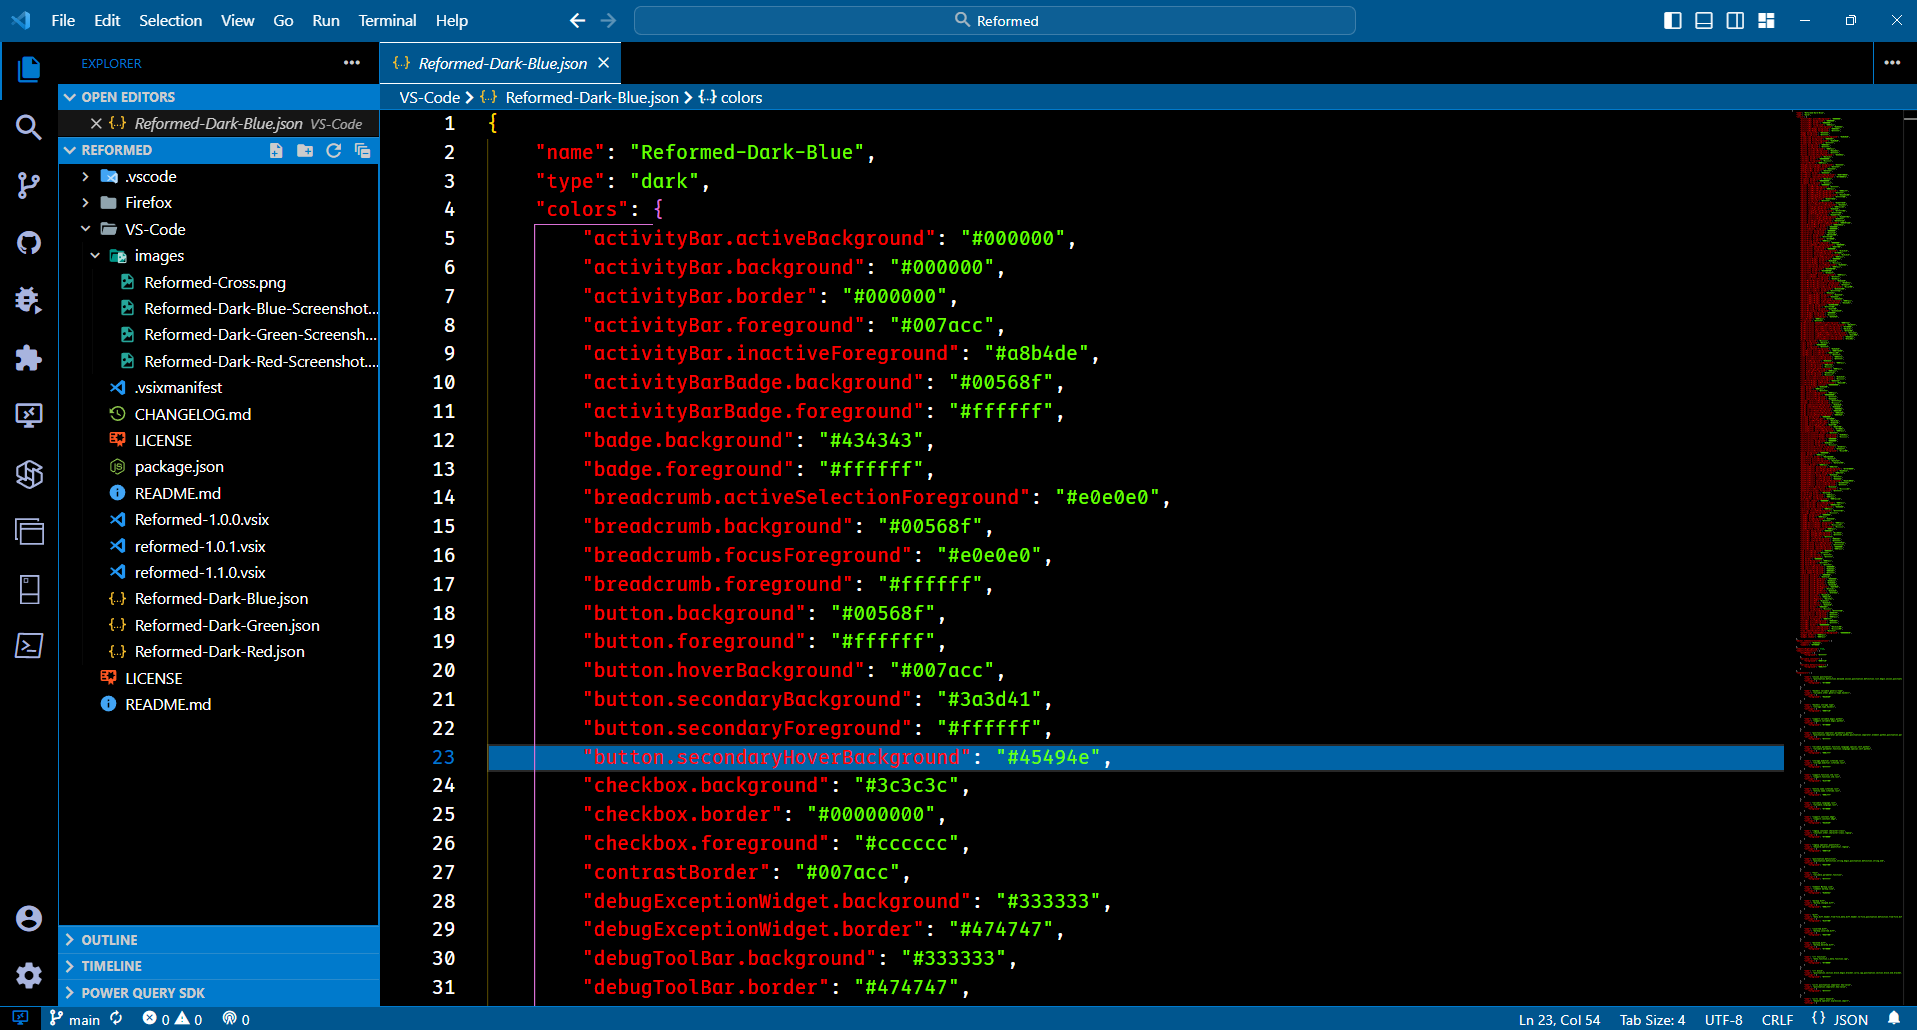 File Edit Selection View Go Run Terminal Help
Reformed
EXPLORER
Reformed-Dark-Blue.json
OPEN EDITORS
VS-Code Reformed-Dark-Blue.json {..} colors
Reformed-Dark-Blue.json VS-Code
REFORMED
.vscode
Firefox
VS-Code
images
Reformed-Cross.png
Reformed-Dark-Blue-Screenshot...
Reformed-Dark-Green-Screensh...
Reformed-Dark-Red-Screenshot....
.vsixmanifest
CHANGELOG.md
LICENSE
package.json
README.md
Reformed-1.0.0.vsix
reformed-1.0.1.vsix
reformed-1.1.0.vsix
Reformed-Dark-Blue.json
Reformed-Dark-Green.json
Reformed-Dark-Red.json
LICENSE
README.md
OUTLINE
TIMELINE
POWER QUERY SDK
1 {
2 "name": "Reformed-Dark-Blue",
3 "type": "dark",
4 "colors": {
5 "activityBar.activeBackground": "#000000",
6 "activityBar.background": "#000000",
7 "activityBar.border": "#000000",
8 "activityBar.foreground": "#007acc",
9 "activityBar.inactiveForeground": "#a8b4de",
10 "activityBarBadge.background": "#00568f",
11 "activityBarBadge.foreground": "#ffffff",
12 "badge.background": "#434343",
13 "badge.foreground": "#ffffff",
14 "breadcrumb.activeSelectionForeground": "#e0e0e0",
15 "breadcrumb.background": "#00568f",
16 "breadcrumb.focusForeground": "#e0e0e0",
17 "breadcrumb.foreground": "#ffffff",
18 "button.background": "#00568f",
19 "button.foreground": "#ffffff",
20 "button.hoverBackground": "#007acc",
21 "button.secondaryBackground": "#3a3d41",
22 "button.secondaryForeground": "#ffffff",
23 "button.secondaryHoverBackground": "#45494e",
24 "checkbox.background": "#3c3c3c",
25 "checkbox.border": "#00000000",
26 "checkbox.foreground": "#cccccc",
27 "contrastBorder": "#007acc",
28 "debugExceptionWidget.background": "#333333",
29 "debugExceptionWidget.border": "#474747",
30 "debugToolBar.background": "#333333",
31 "debugToolBar.border": "#474747",
main 0 0 0
Ln 23, Col 54 Tab Size: 4 UTF-8 CRLF {} JSON